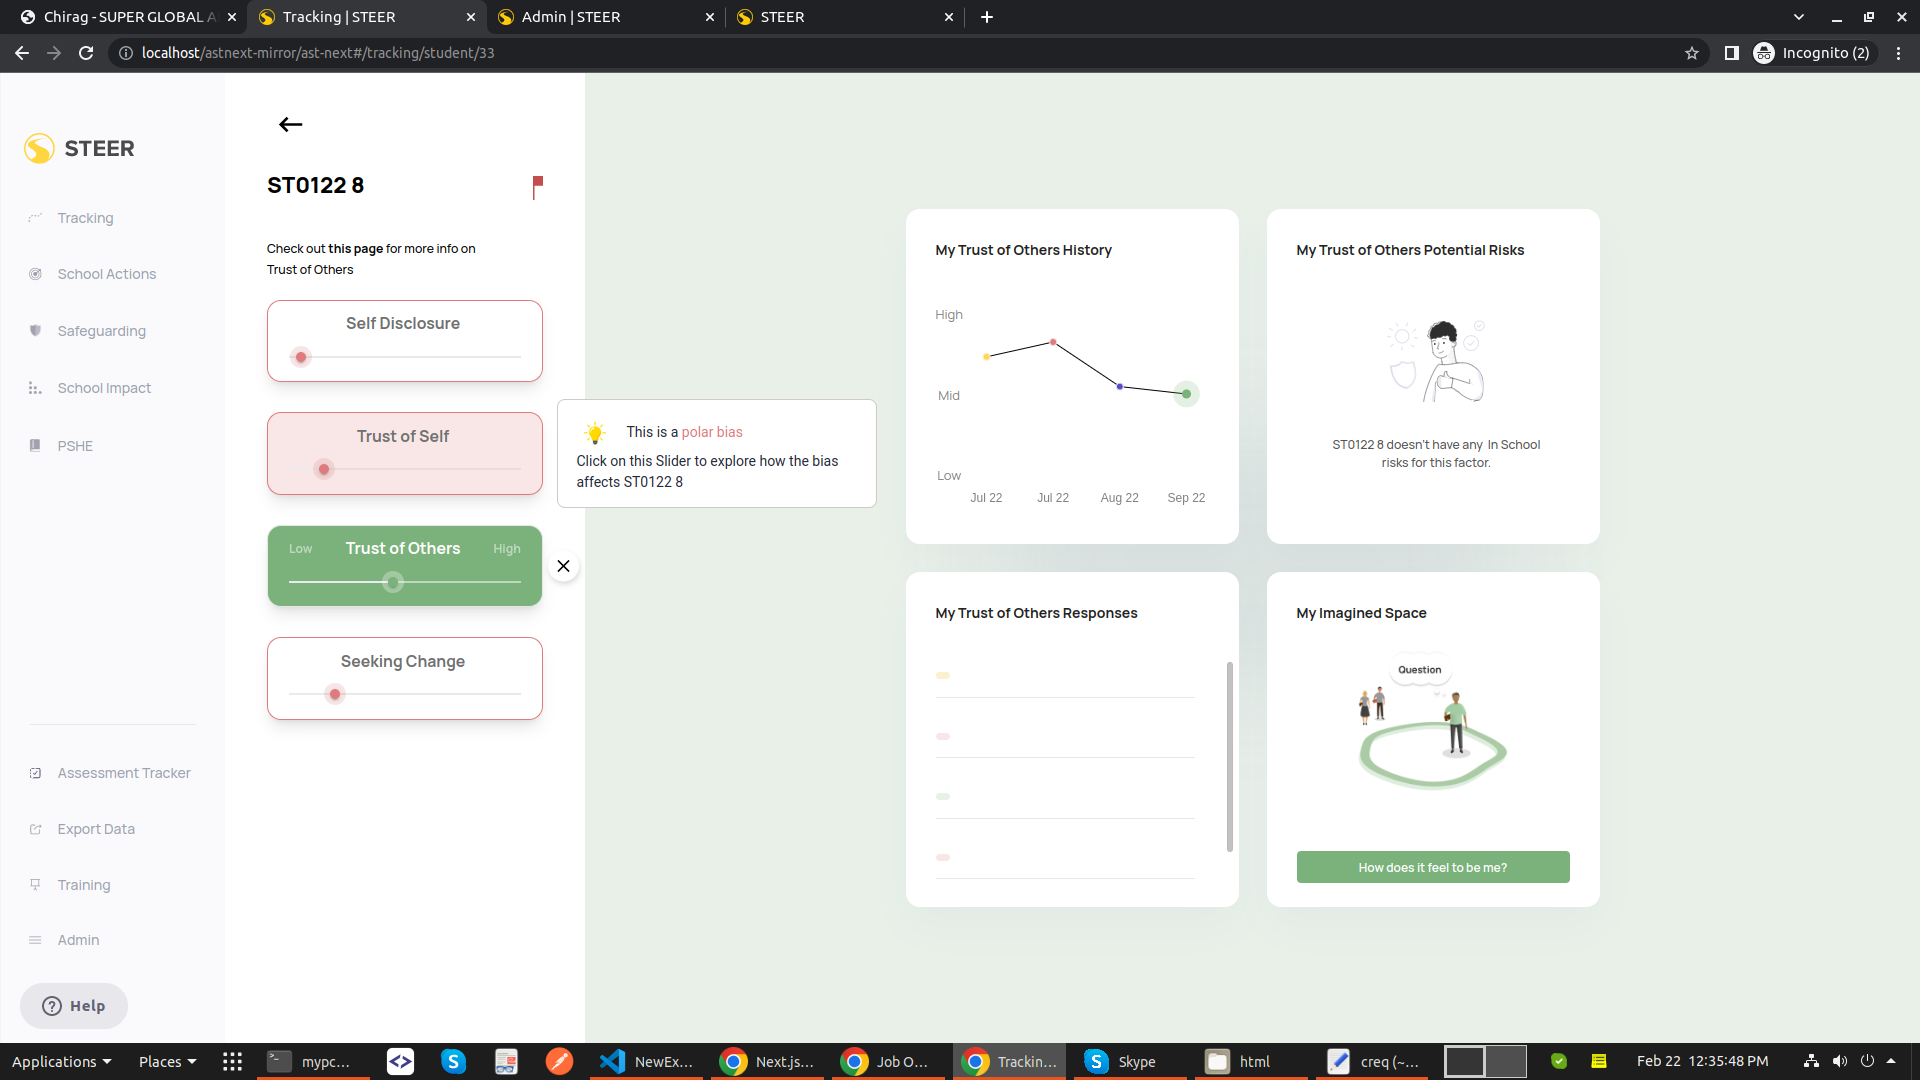 Chirag - SUPER GLOBAL A
Tracking | STEER
Admin | STEER
STEER
localhost/astnext-mirror/ast-next#/tracking/student/33
Incognito (2)
STEER
Tracking
School Actions
Safeguarding
School Impact
PSHE
Assessment Tracker
Export Data
Training
Admin
Help
ST0122 8
Check out this page for more info on
Trust of Others
Self Disclosure
Trust of Self
Low Trust of Others High
Seeking Change
This is a polar bias
Click on this Slider to explore how the bias
affects ST0122 8
My Trust of Others History
High
Mid
Low
Jul 22 Jul 22 Aug 22 Sep 22
My Trust of Others Potential Risks
ST0122 8 doesn't have any In School
risks for this factor.
My Trust of Others Responses
My Imagined Space
Question
How does it feel to be me?
Applications Places mypc... NewEx... Next.js... Job O... Trackin... Skype html creq (~... Feb 22 12:35:48 PM